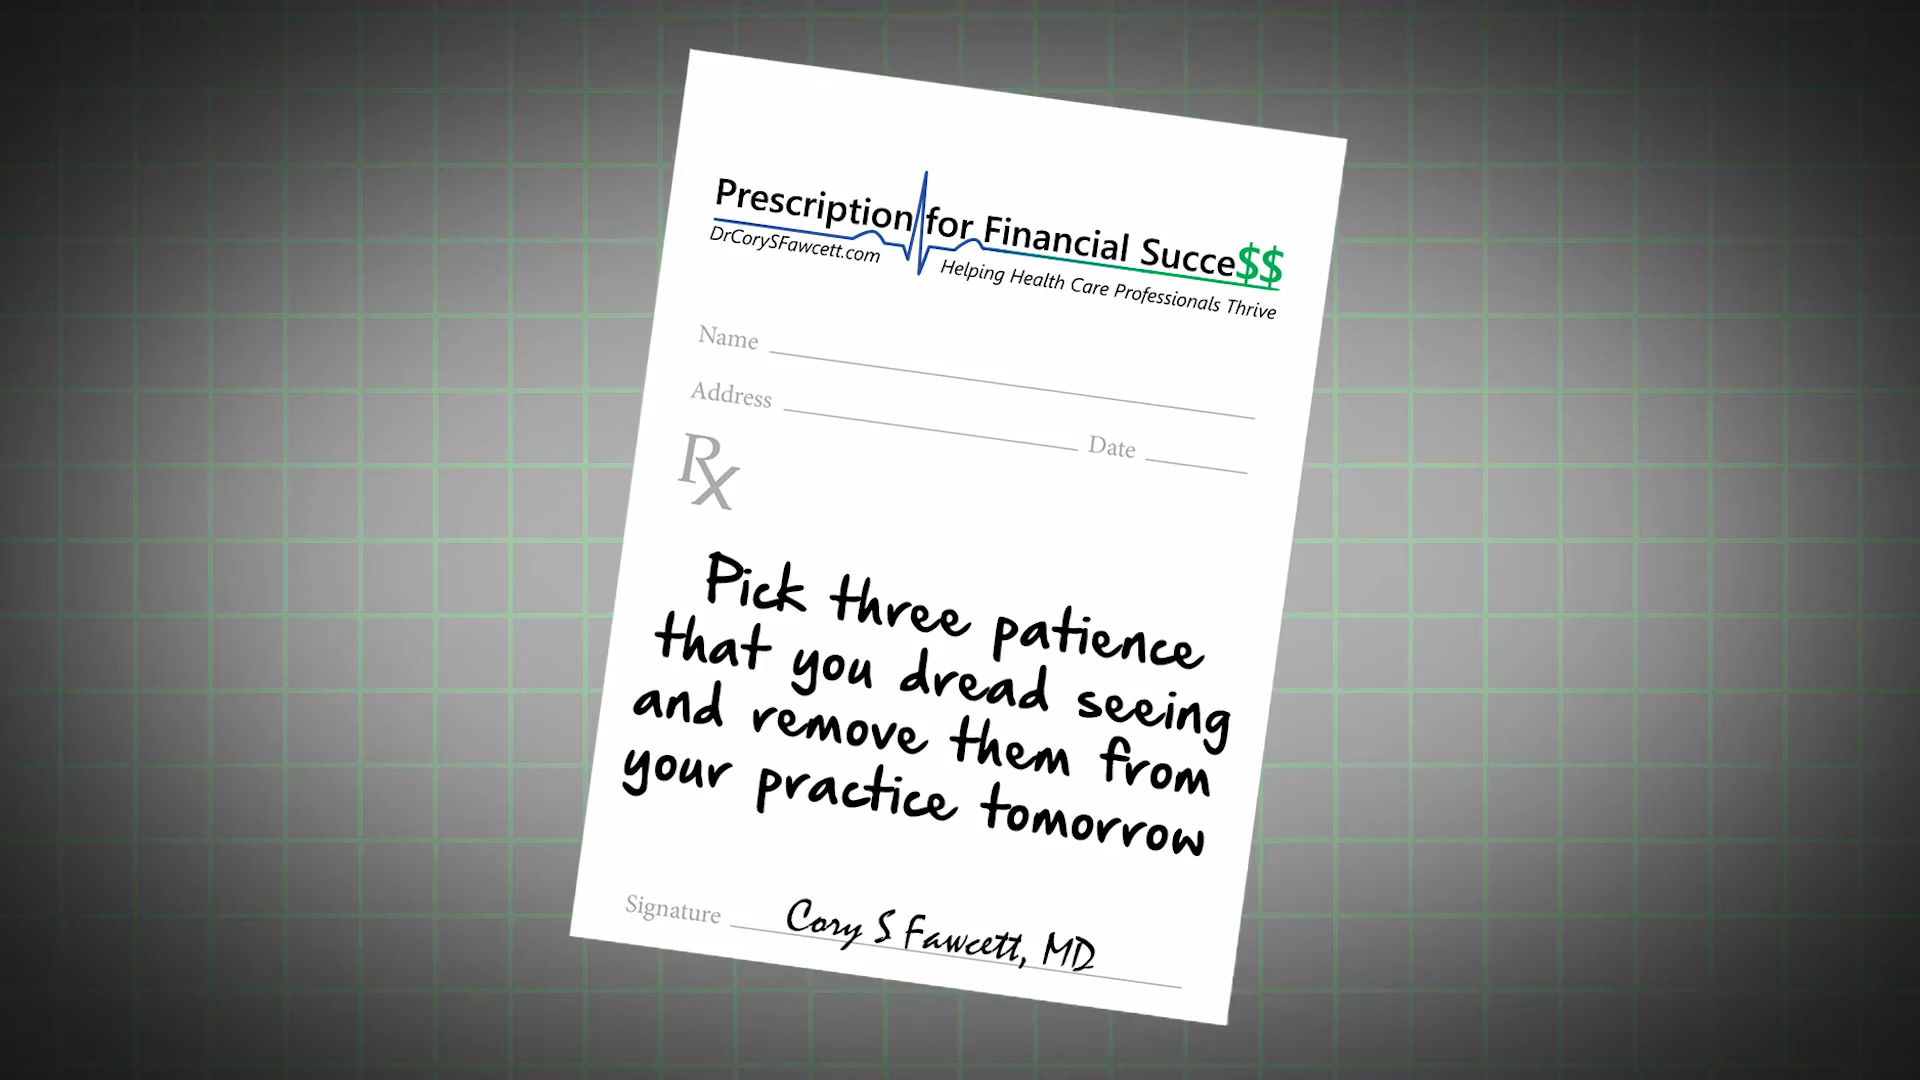 Prescription for Financial Succe$$
DrCorySFawcett.com
Helping Health Care Professionals Thrive
Name
Address Date
Rx
Pick three patience
that you dread seeing
and remove them from
your practice tomorrow
Signature Cory S Fawcett, MD